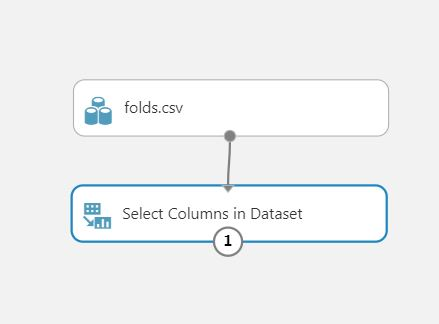 folds.csv
Select Columns in Dataset
1